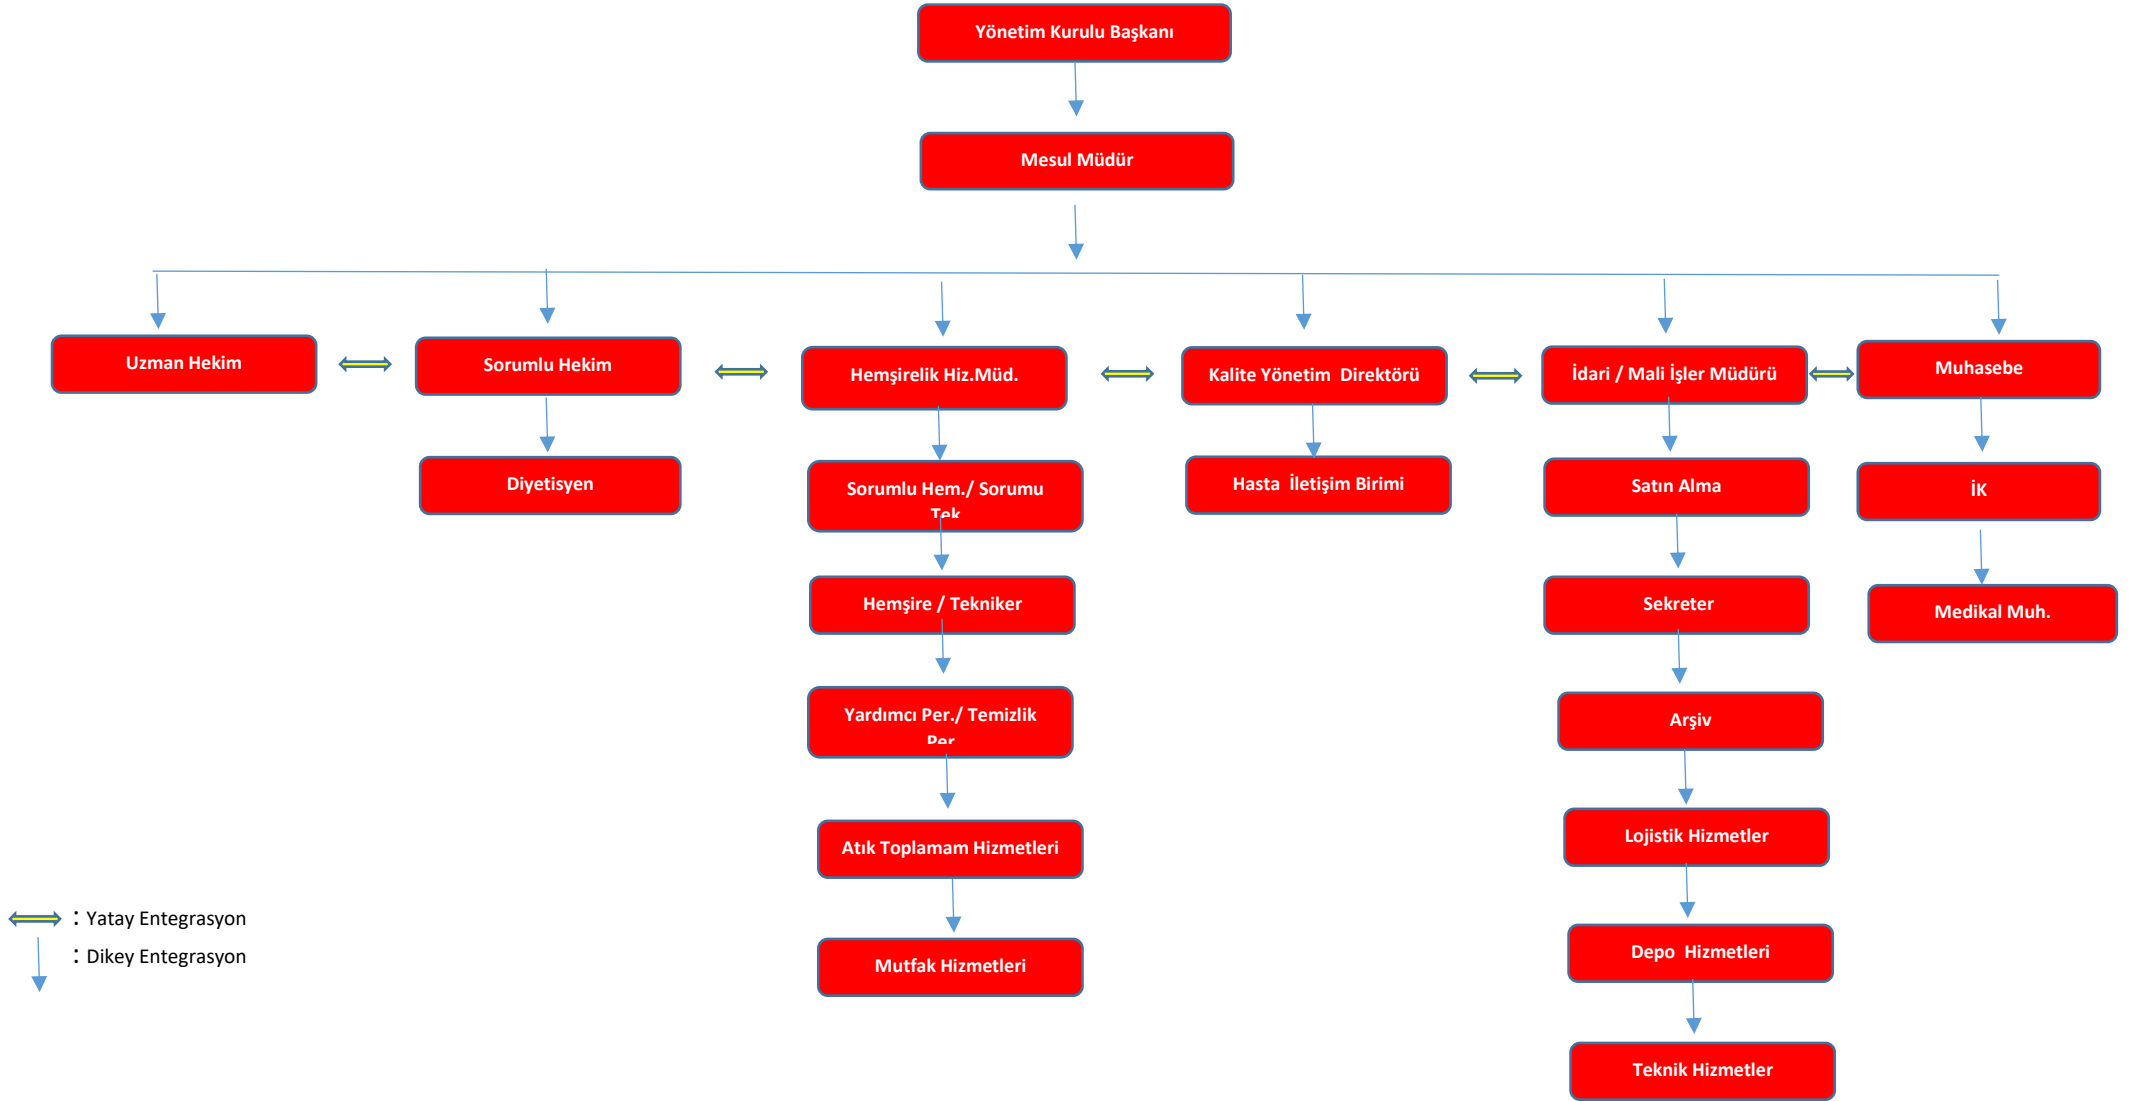 Yönetim Kurulu Başkanı
Mesul Müdür
Uzman Hekim
Sorumlu Hekim
Hemşirelik Hiz.Müd.
Kalite Yönetim Direktörü
İdari / Mali İşler Müdürü
Muhasebe
Diyetisyen
Sorumlu Hem./ Sorumu
Tek
Hasta İletişim Birimi
Satın Alma
İK
Hemşire / Tekniker
Sekreter
Medikal Muh.
Yardımcı Per./ Temizlik
Per
Arşiv
Atık Toplamam Hizmetleri
Lojistik Hizmetler
: Yatay Entegrasyon
: Dikey Entegrasyon
Mutfak Hizmetleri
Depo Hizmetleri
Teknik Hizmetler